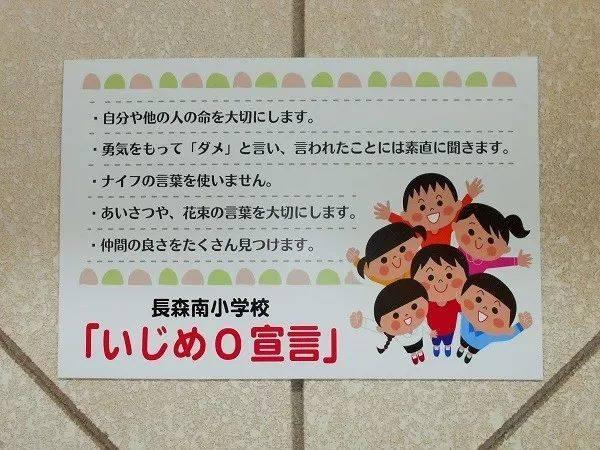 ・自分や他の人の命を大切にします。
・勇気をもって「ダメ」と言い、言われたことには素直に聞きます。
・ナイフの言葉を使いません。
・あいさつや、花束の言葉を大切にします。
・仲間の良さをたくさん見つけます。
長森南小学校
「いじめ０宣言」